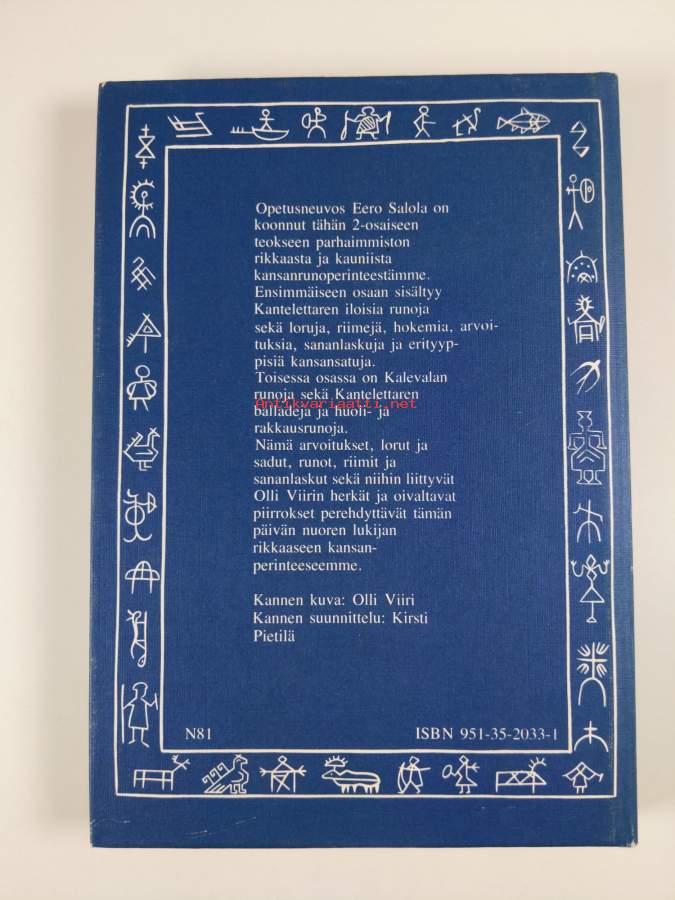 Opetusneuvos Eero Salola on
koonnut tähän 2-osaiseen
teokseen parhaimmiston
rikkaasta ja kauniista
kansanrunoperinteestämme.
Ensimmäiseen osaan sisältyy
Kantelettaren iloisia runoja
sekä loruja, riimejä, hokemia, arvoi-
tuksia, sananlaskuja ja erityyp-
pisiä kansansatuja.
Toisessa osassa on Kalevalan
runoja sekä Kantelettaren
Antikvariaatti.net
balladeja ja huoli- ja
rakkausrunoja.
Nämä arvoitukset, lorut ja
sadut, runot, riimit ja
sananlaskut sekä niihin liittyvät
Olli Viirin herkät ja oivaltavat
piirrokset perehdyttävät tämän
päivän nuoren lukijan
rikkaaseen kansan-
perinteeseemme.
Kannen kuva: Olli Viiri
Kannen suunnittelu: Kirsti
Pietilä
N81 ISBN 951-35-2033-1